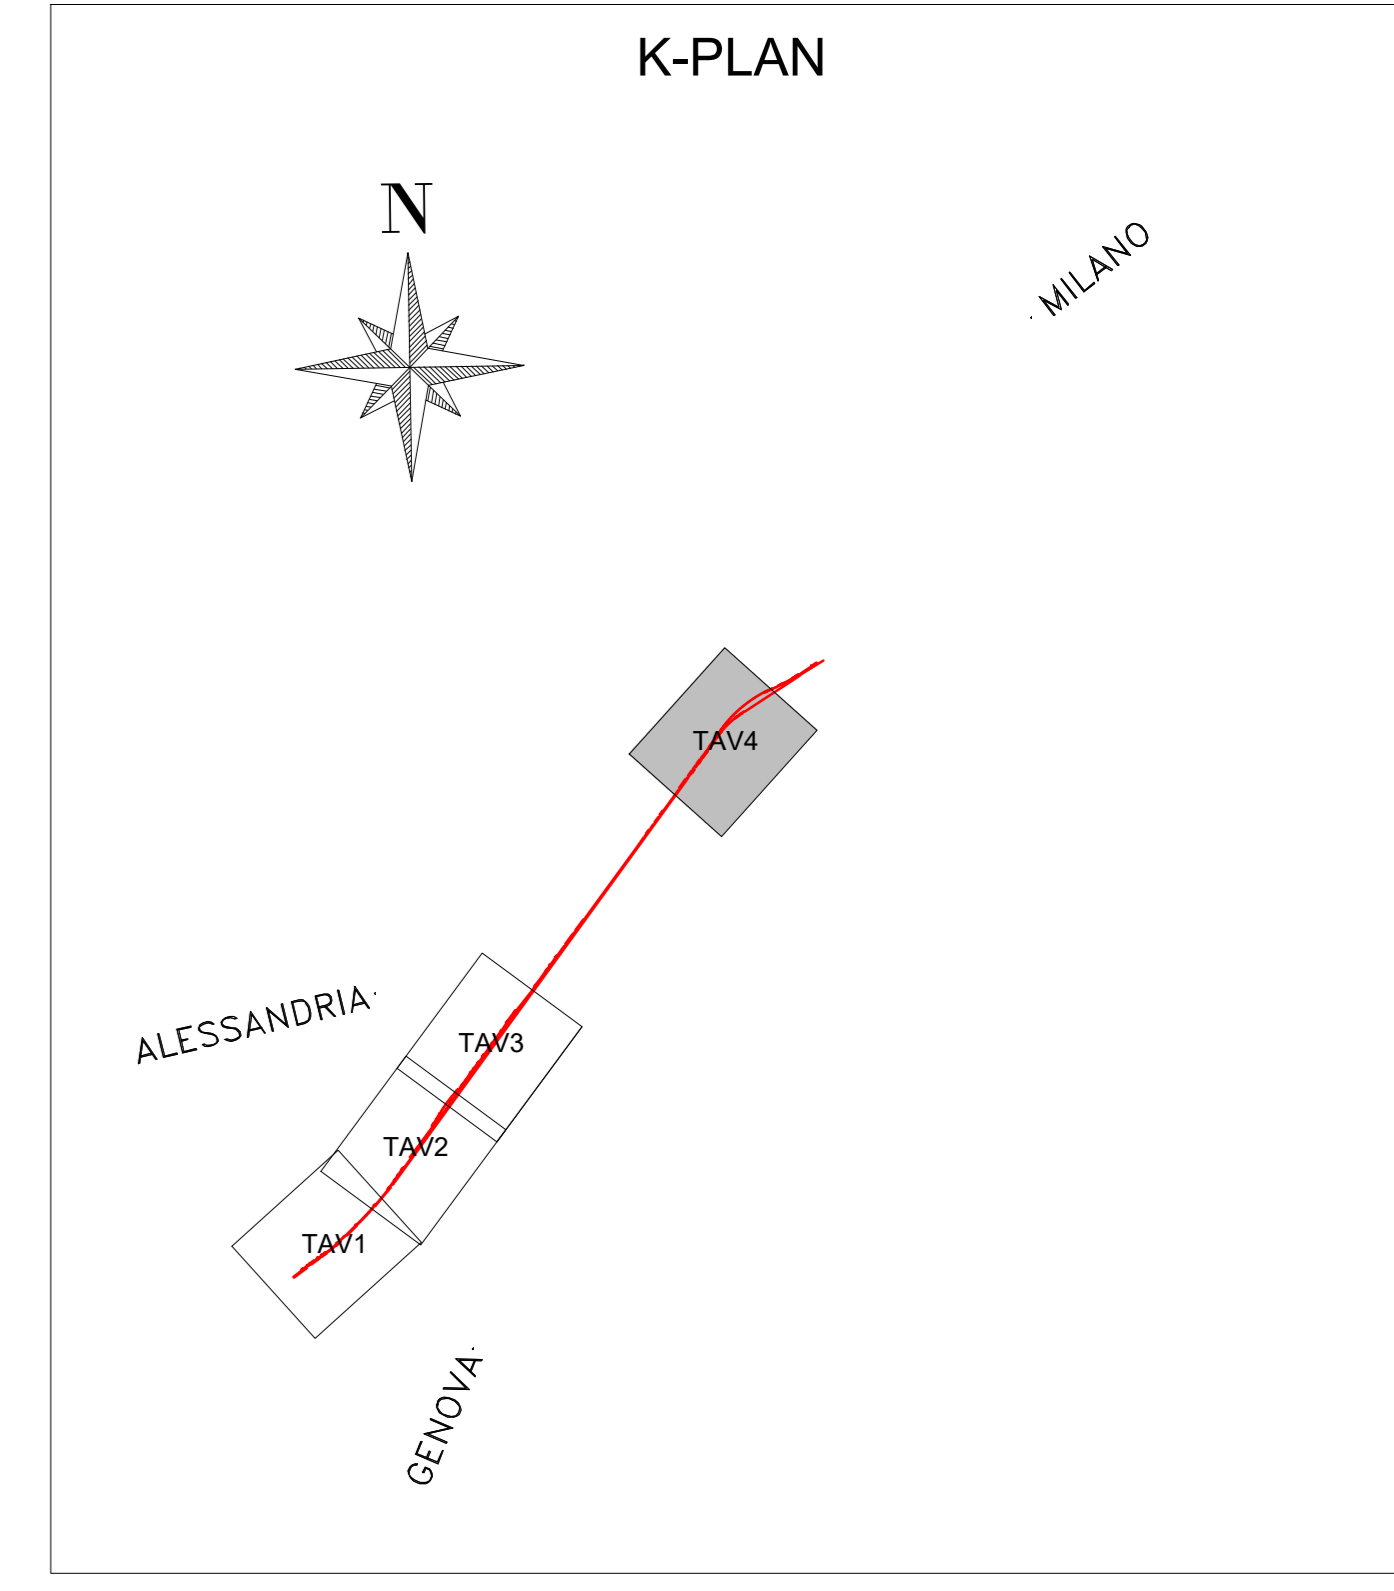 K-PLAN
N
MILANO
TAV4
ALESSANDRIA
TAV3
TAV2
TAV1
GENOVA